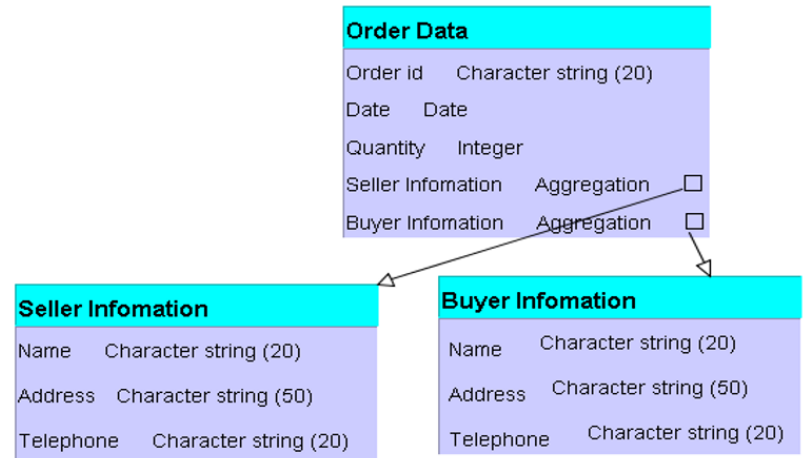 Order Data
Order id Character string (20)
Date Date
Quantity Integer
Seller Infomation Aggregation
Buyer Infomation Aggregation
Seller Infomation
Name Character string (20)
Address Character string (50)
Telephone Character string (20)
Buyer Infomation
Name Character string (20)
Address Character string (50)
Telephone Character string (20)